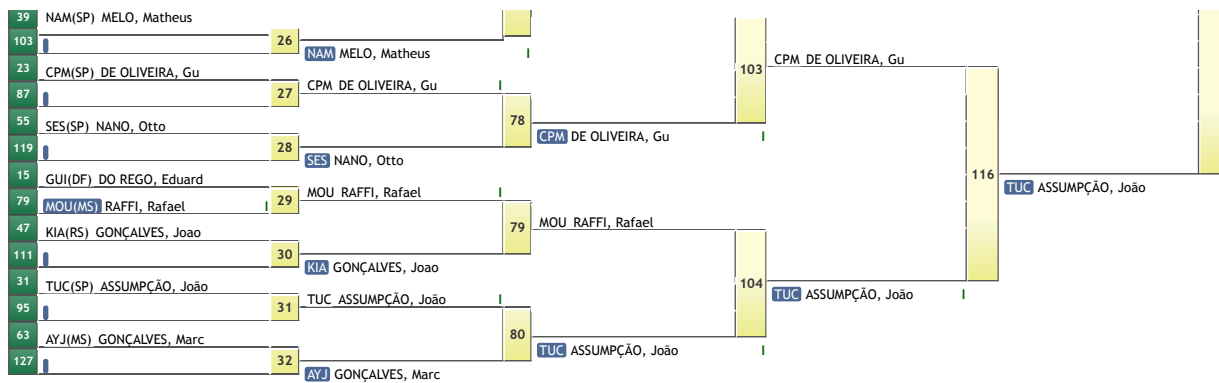 39 NAM(SP) MELO, Matheus
103
26
NAM MELO, Matheus
23 CPM(SP) DE OLIVEIRA, Gu
87
27
CPM DE OLIVEIRA, Gu
78
55 SES(SP) NANO, Otto
119
28
SES NANO, Otto
CPM DE OLIVEIRA, Gu
103
CPM DE OLIVEIRA, Gu
15 GUI(DF) DO REGO, Eduard
79 MOU(MS) RAFFI, Rafael
29
MOU RAFFI, Rafael
79
MOU RAFFI, Rafael
47 KIA(RS) GONÇALVES, Joao
111
30
KIA GONÇALVES, Joao
116
TUC ASSUMPÇÃO, João
31 TUC(SP) ASSUMPÇÃO, João
95
31
TUC ASSUMPÇÃO, João
80
TUC ASSUMPÇÃO, João
104
TUC ASSUMPÇÃO, João
63 AYJ(MS) GONÇALVES, Marc
127
32
AYJ GONÇALVES, Marc